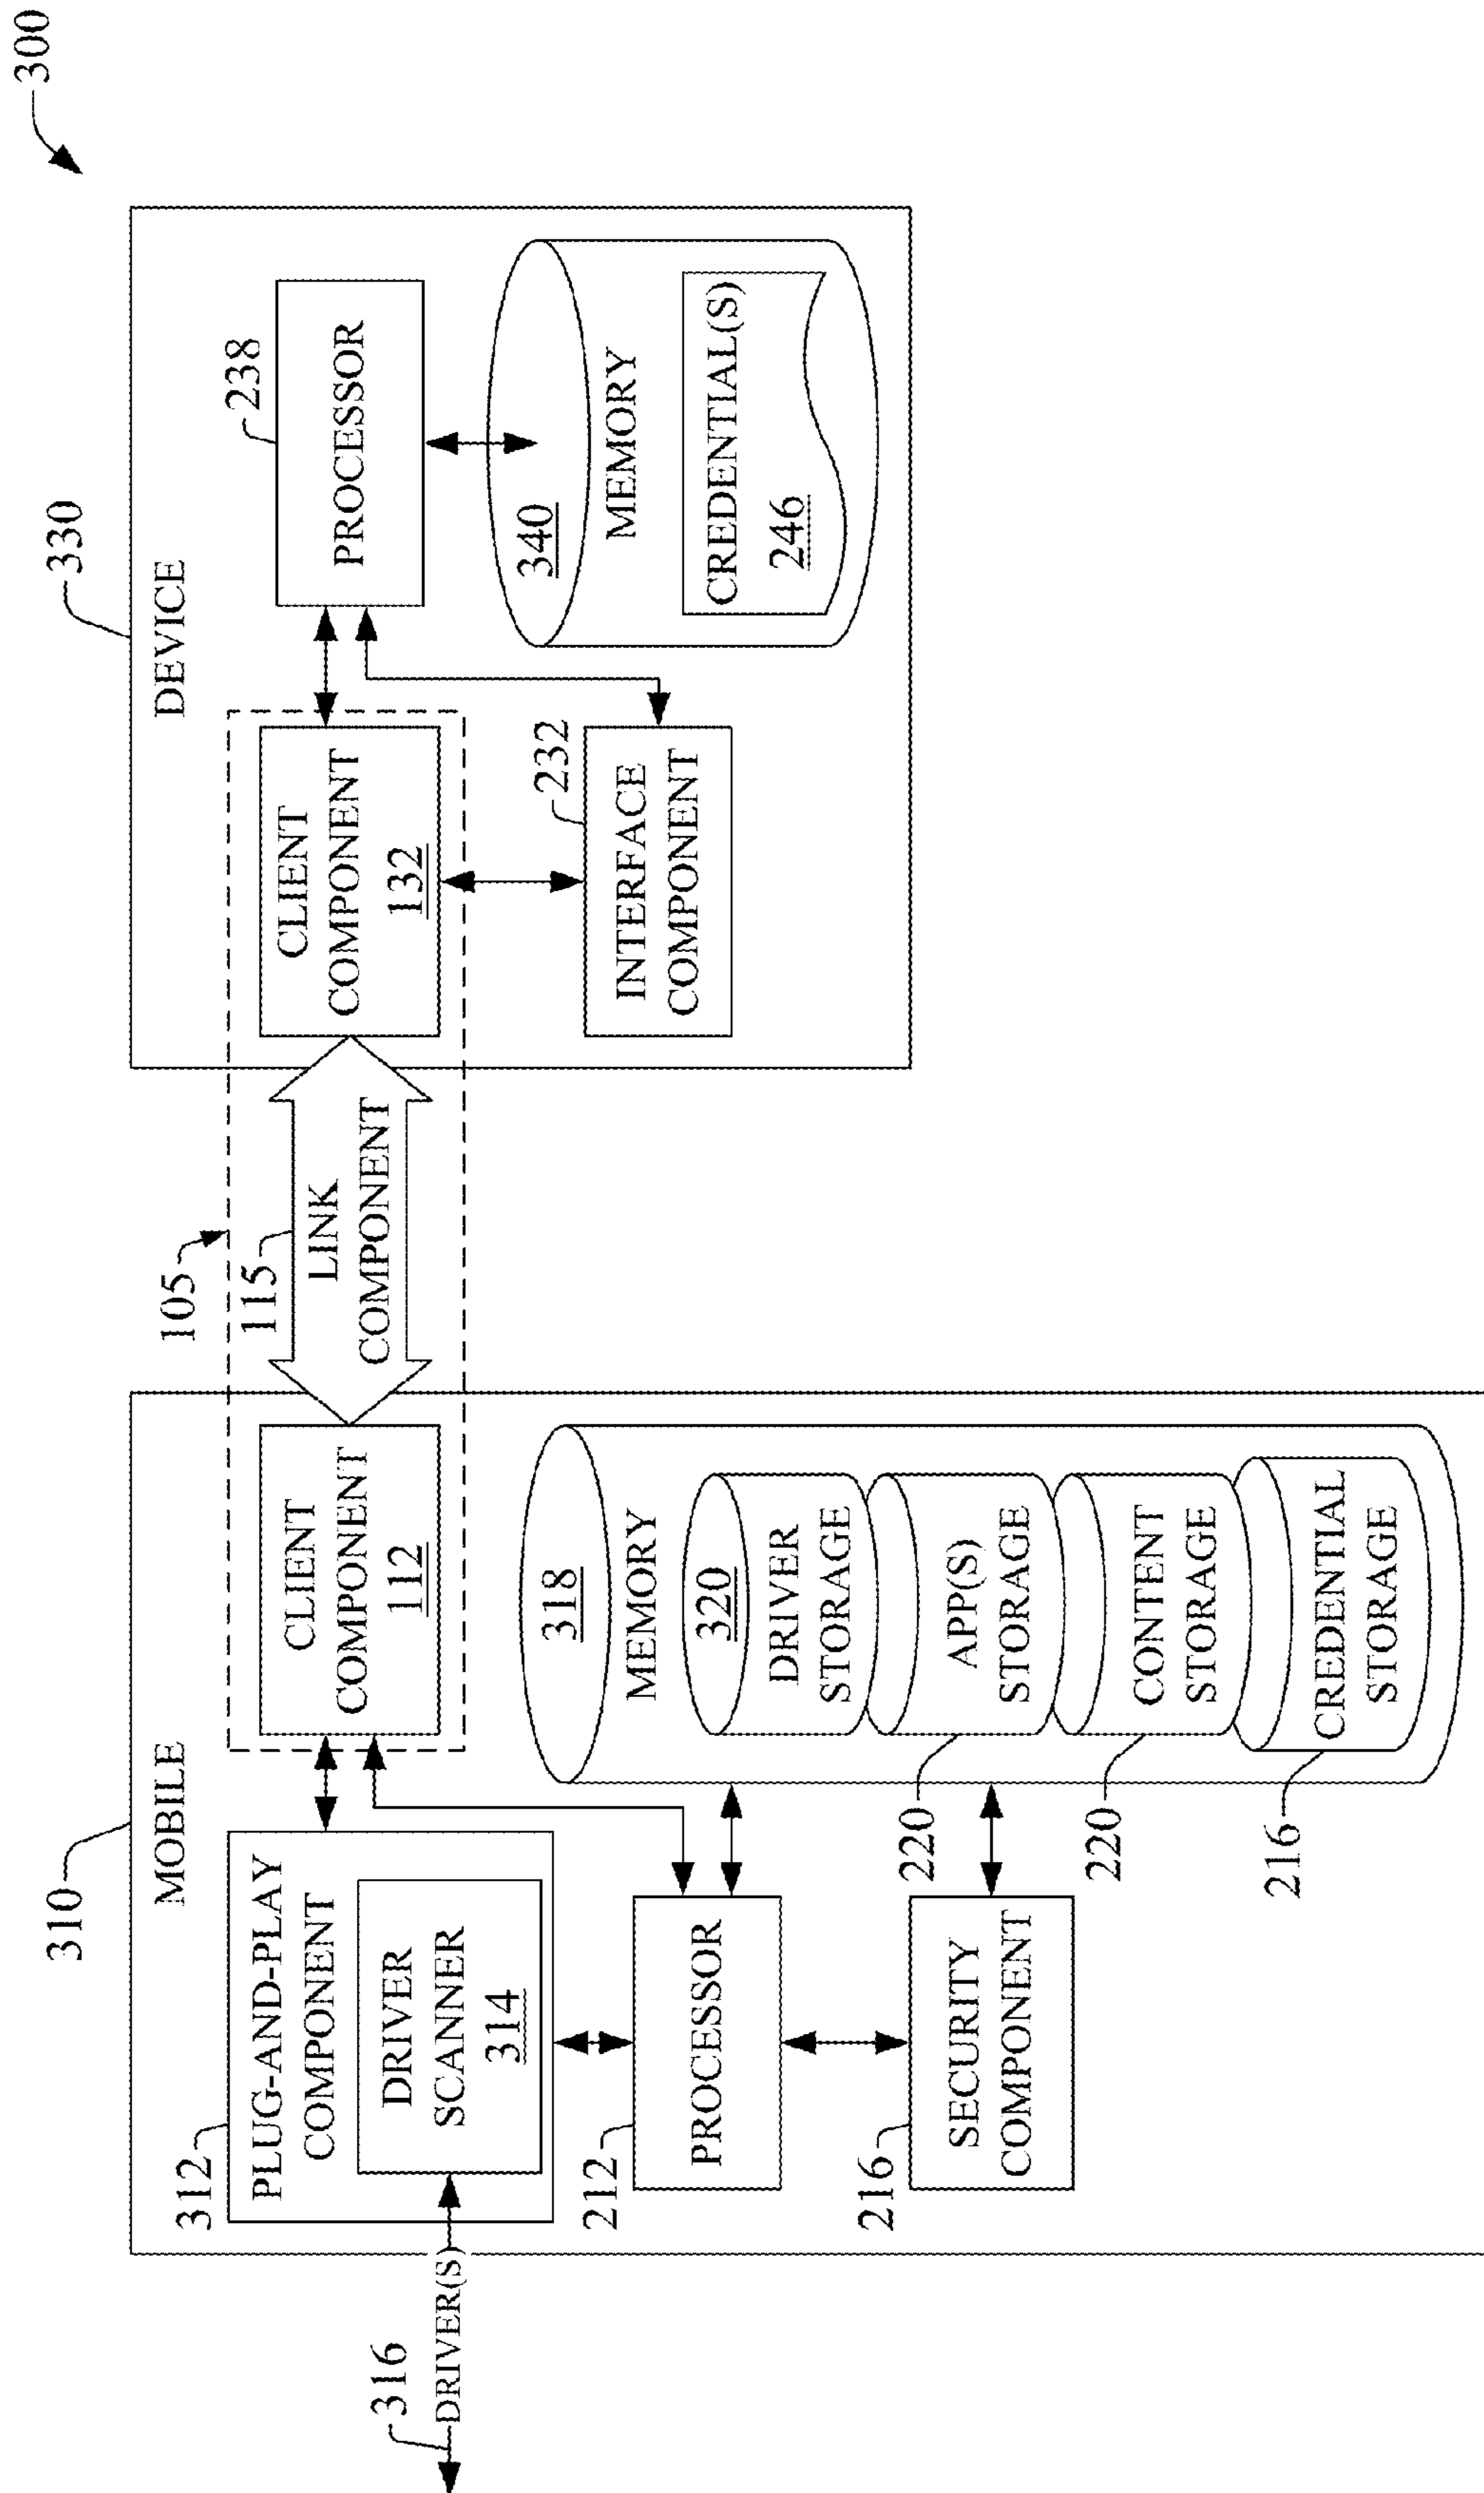 300
310
MOBILE
312
PLUG-AND-PLAY
COMPONENT
DRIVER
SCANNER
314
316
DRIVER(S)
212
PROCESSOR
216
SECURITY
COMPONENT
CLIENT
COMPONENT
112
318
MEMORY
320
DRIVER
STORAGE
220
APP(S)
STORAGE
220
CONTENT
STORAGE
216
CREDENTIAL
STORAGE
105
115
LINK
COMPONENT
330
DEVICE
CLIENT
COMPONENT
132
232
INTERFACE
COMPONENT
238
PROCESSOR
340
MEMORY
CREDENTIAL(S)
246